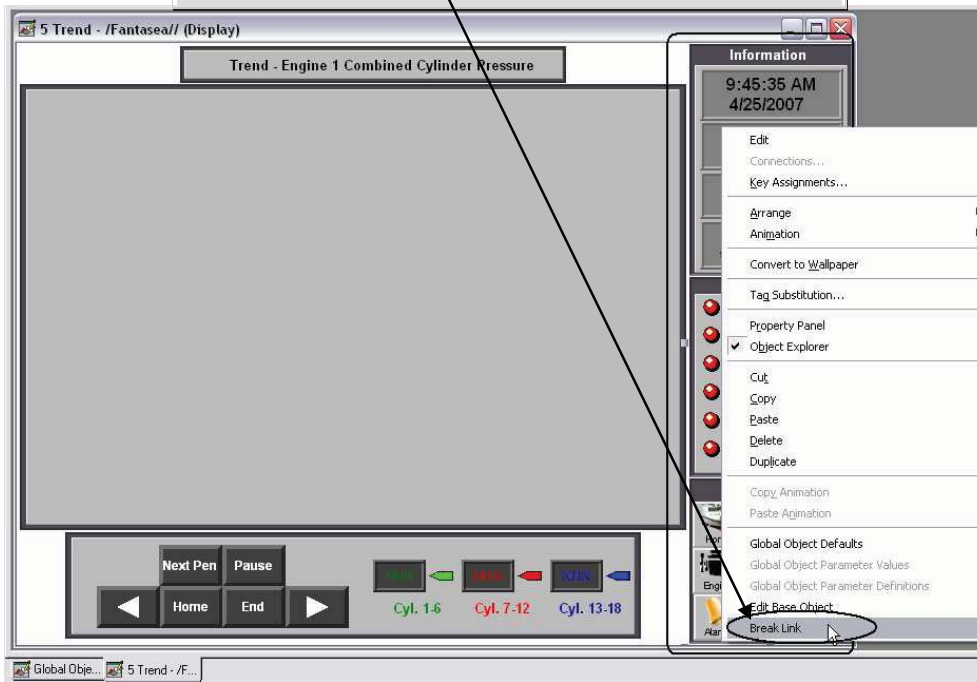 5 Trend - /Fantasea// (Display)
Trend - Engine 1 Combined Cylinder Pressure
Information
9:45:35 AM
4/25/2007
Edit
Connections...
Key Assignments...
Arrange
Animation
Convert to Wallpaper
Tag Substitution...
Property Panel
Object Explorer
Cut
Copy
Paste
Delete
Duplicate
Copy Animation
Paste Animation
Global Object Defaults
Global Object Parameter Values
Global Object Parameter Definitions
Edit Base Object
Break Link
Next Pen
Pause
Home
End
Cyl. 1-6
Cyl. 7-12
Cyl. 13-18
Hom
Engi
Alar
Global Obje...
5 Trend - /F...